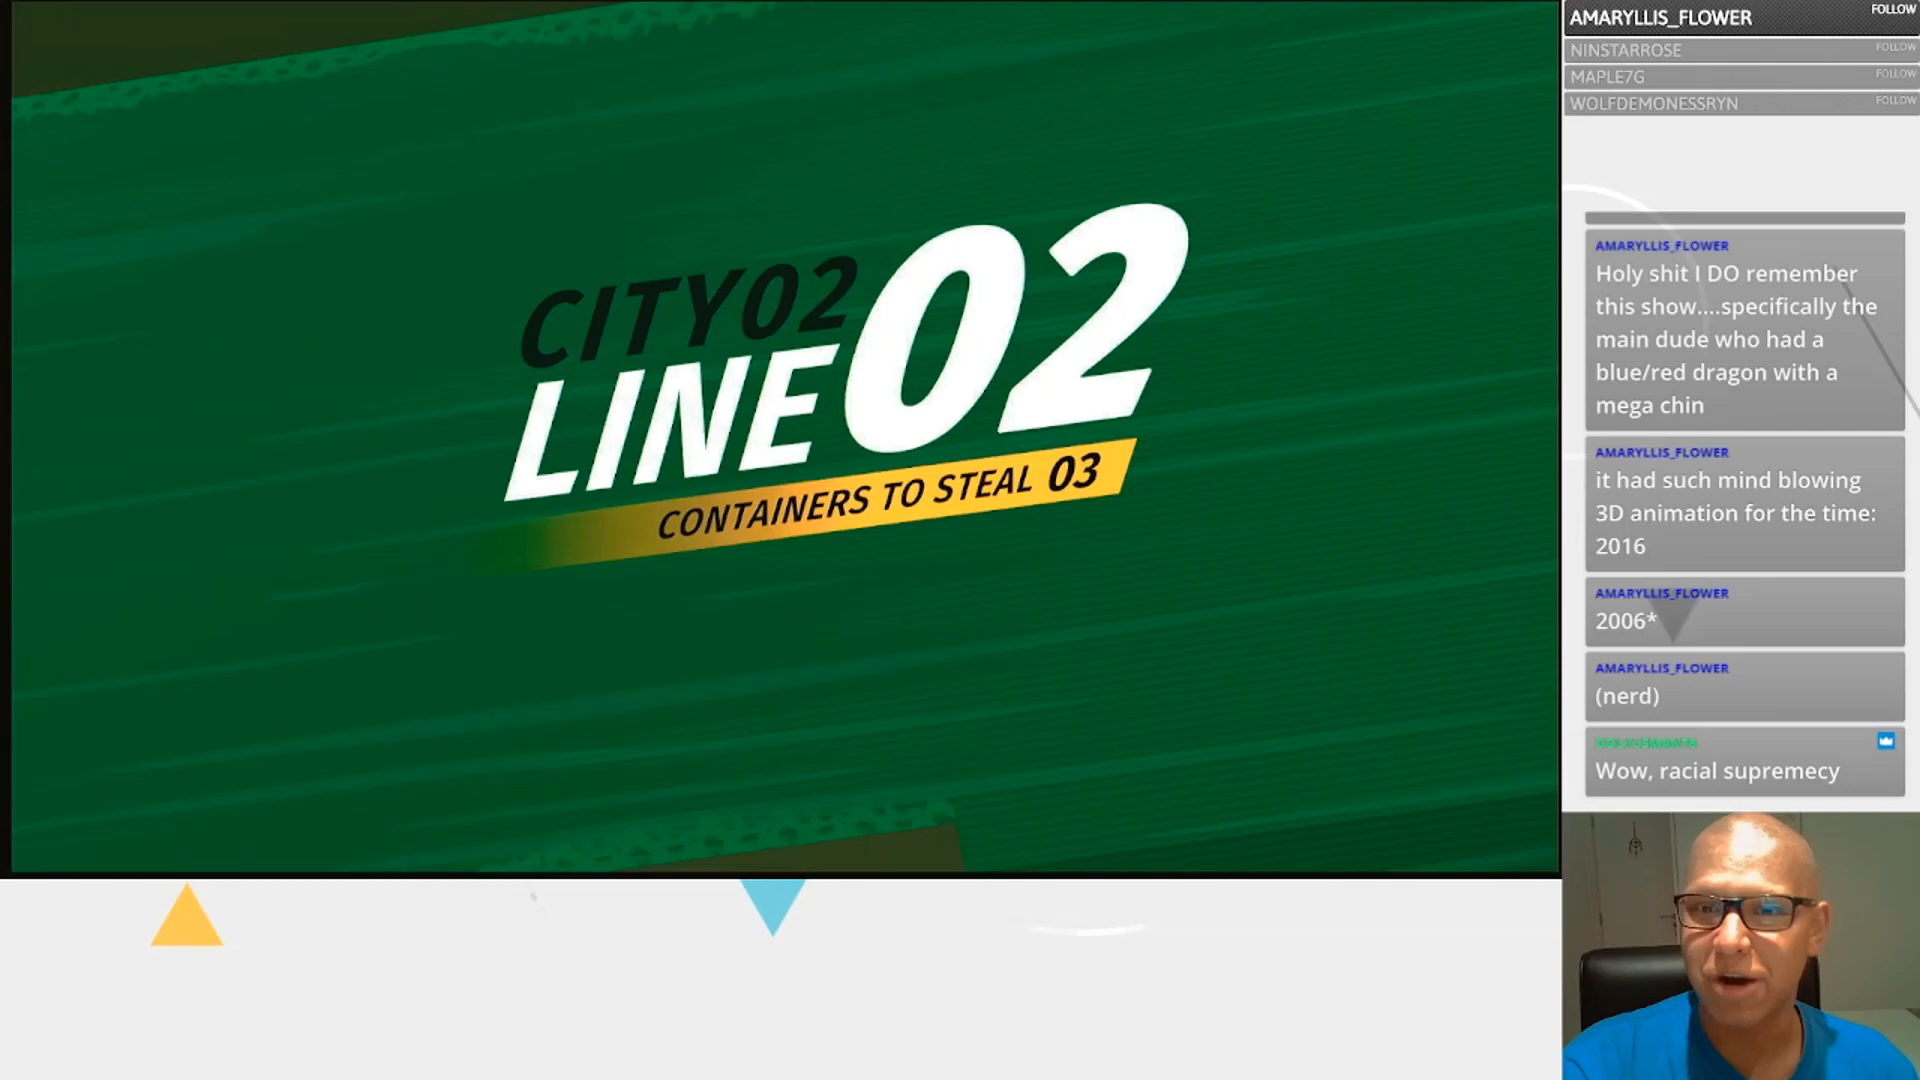 AMARYLLIS_FLOWER FOLLOW
NINSTARROSE FOLLOW
MAPLE7G FOLLOW
WOLFDEMONESSRYN FOLLOW
CITY02
LINE 02
CONTAINERS TO STEAL 03
AMARYLLIS_FLOWER
Holy shit I DO remember
this show....specifically the
main dude who had a
blue/red dragon with a
mega chin
AMARYLLIS_FLOWER
it had such mind blowing
3D animation for the time:
2016
AMARYLLIS_FLOWER
2006*
AMARYLLIS_FLOWER
(nerd)
Wow, racial supremecy